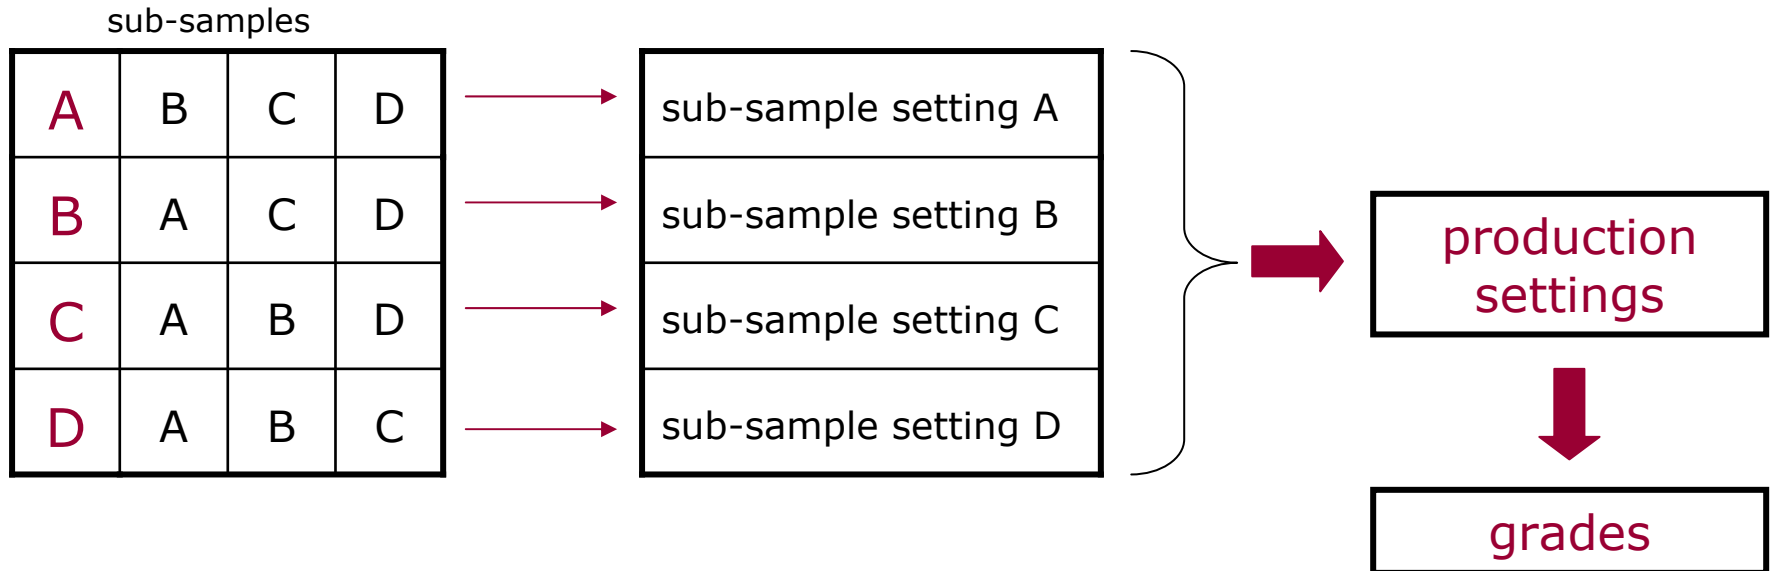 sub-samples
A B C D
sub-sample setting A
B A C D
sub-sample setting B
C A B D
sub-sample setting C
D A B C
sub-sample setting D
production
settings
grades